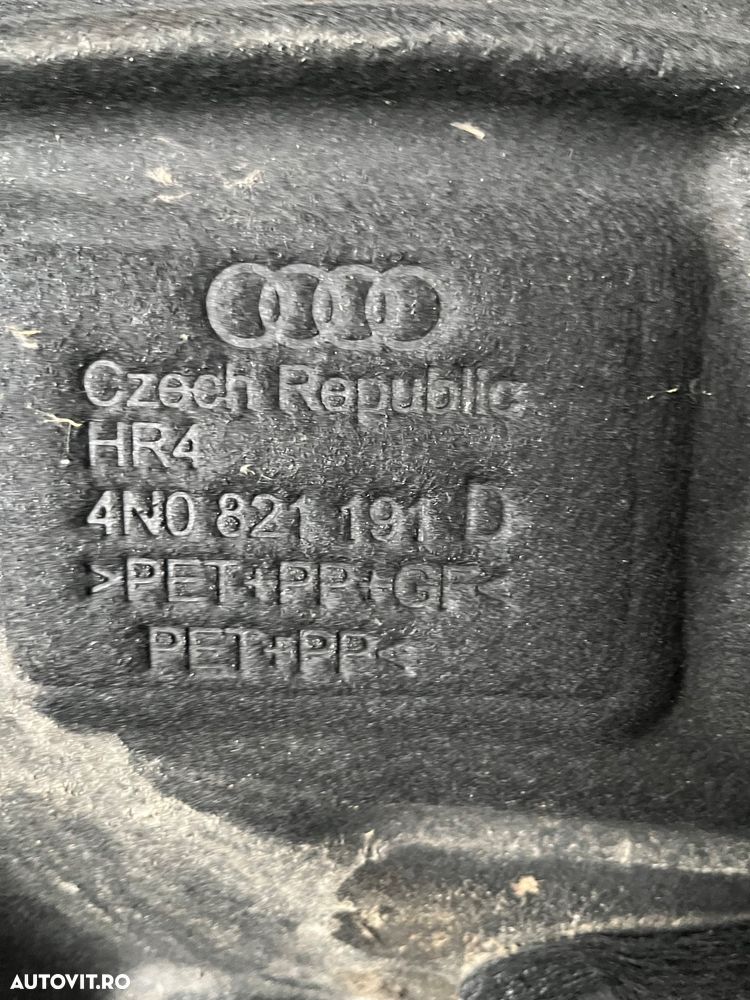 Czech Republic
HR4
4N0 821 191 D
>PET+PP+GF<
PET+PP<
AUTOVIT.RO